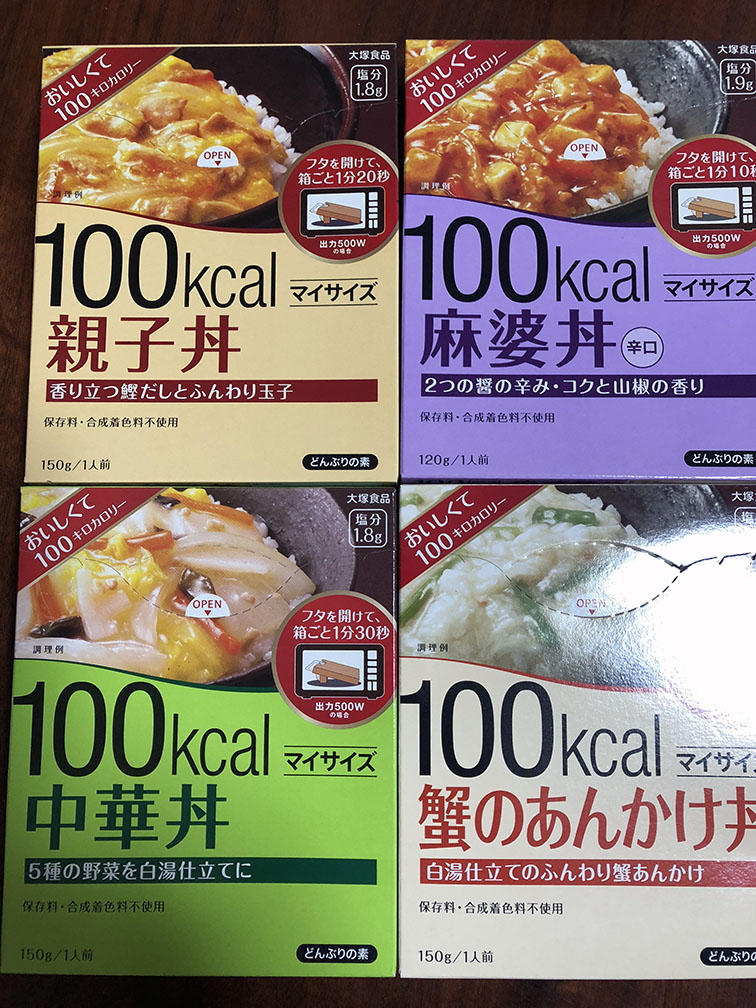 おいしくて
100キロカロリー
大塚食品
塩分
1.8g
OPEN
調理例
フタを開けて、
箱ごと1分20秒
出力500W
の場合
100kcal
マイサイズ
親子丼
香り立つ鰹だしとふんわり玉子
保存料・合成着色料不使用
150g/1人前
どんぶりの素
おいしくて
100キロカロリー
大塚食品
塩分
1.9g
OPEN
調理例
フタを開けて、
箱ごと1分10秒
出力500W
の場合
100kcal
マイサイズ
麻婆丼
辛口
2つの醤の辛み・コクと山椒の香り
保存料・合成着色料不使用
120g/1人前
どんぶりの素
おいしくて
100キロカロリー
大塚食品
塩分
1.8g
OPEN
調理例
フタを開けて、
箱ごと1分30秒
出力500W
の場合
100kcal
マイサイズ
中華丼
5種の野菜を白湯仕立てに
保存料・合成着色料不使用
150g/1人前
どんぶりの素
おいしくて
100キロカロリー
大塚食
塩
OPEN
調理例
100kcal
マイサイズ
蟹のあんかけ丼
白湯仕立てのふんわり蟹あんかけ
保存料・合成着色料不使用
150g/1人前
どんぶりの